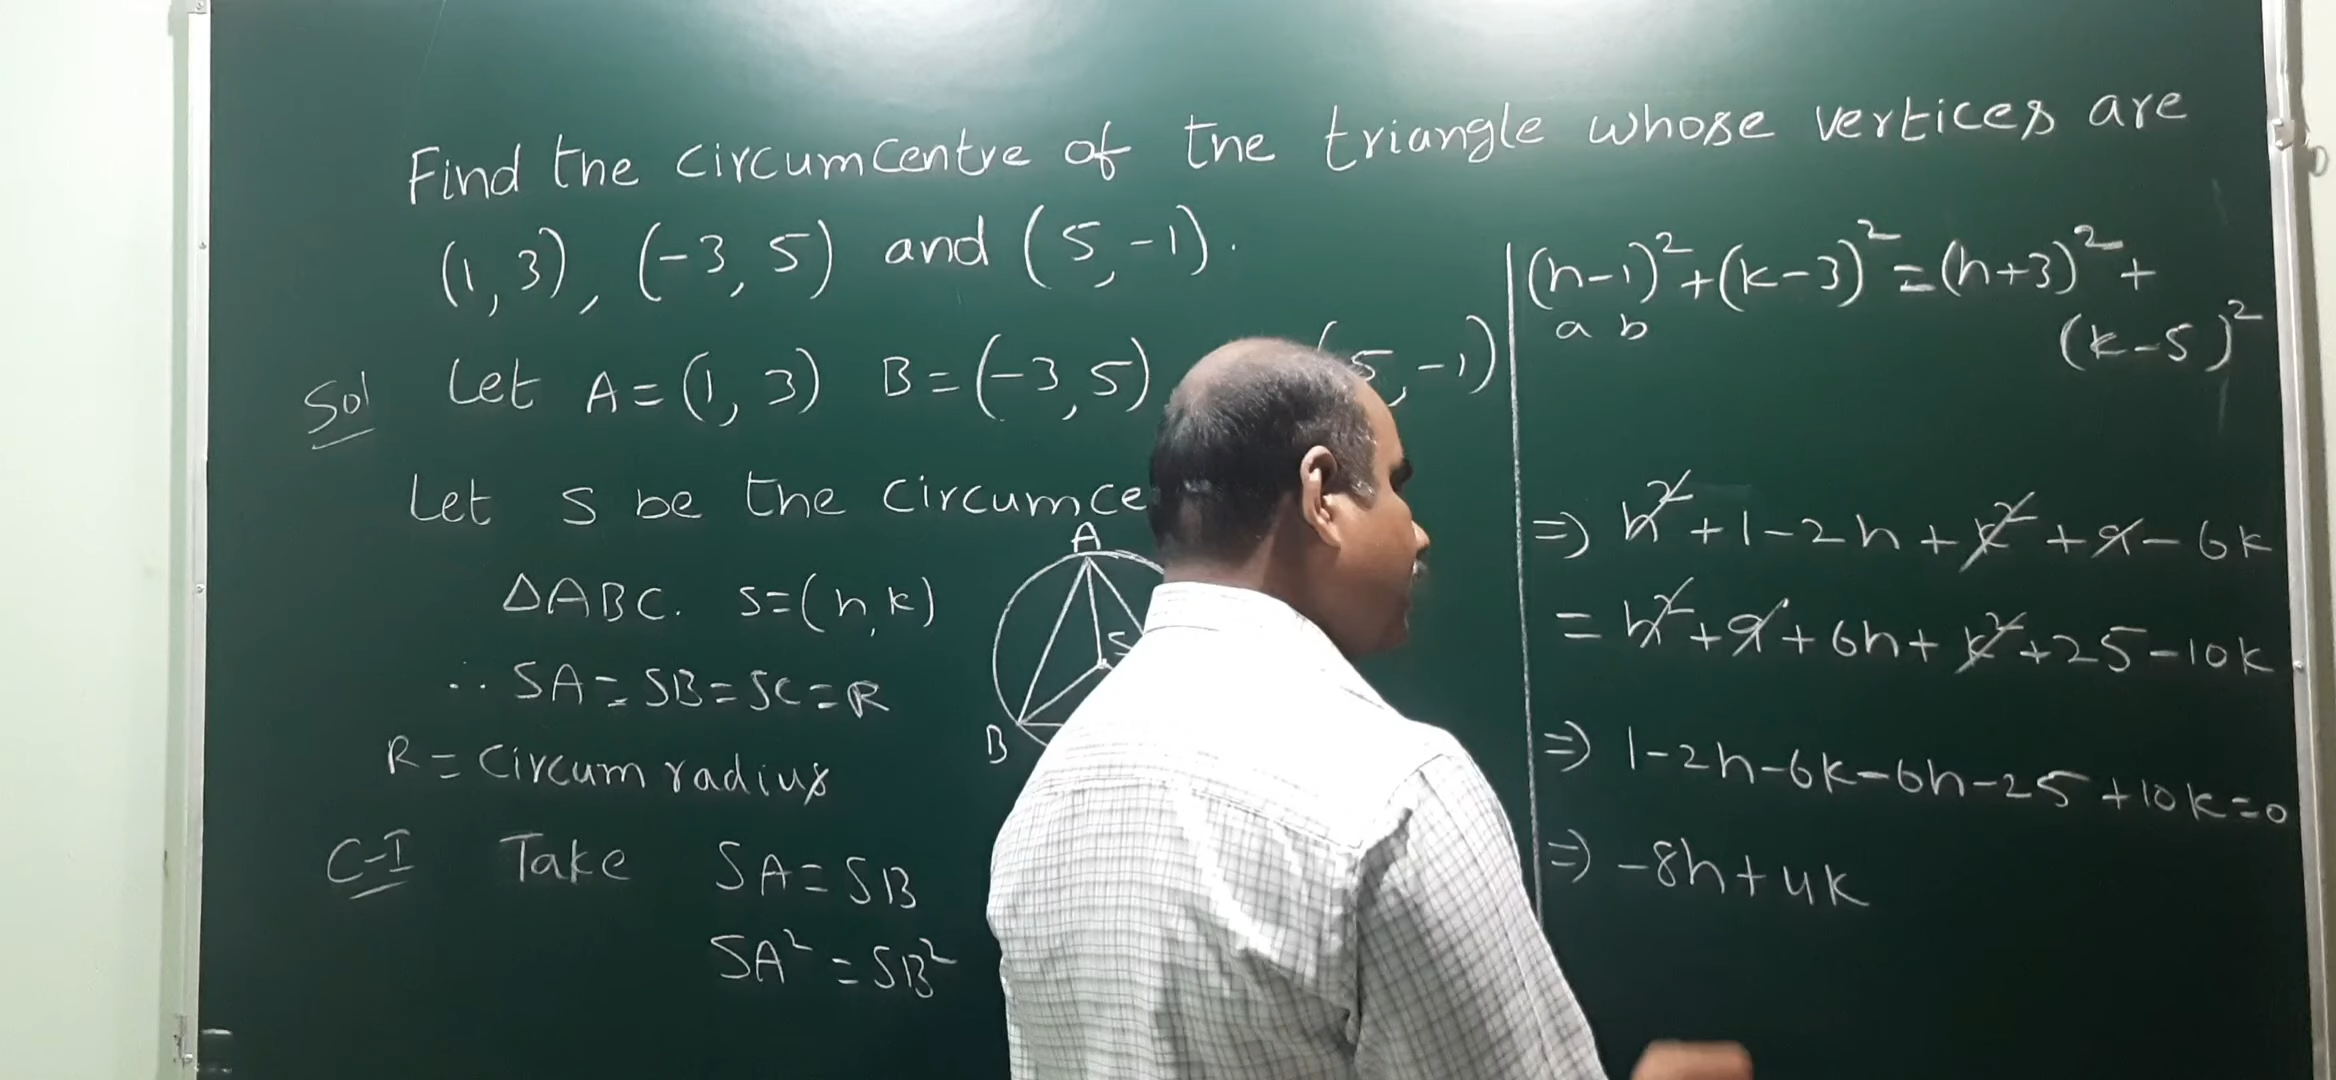 Find the circumcentre of the triangle whose vertices are
(1, 3), (-3, 5) and (5, -1).
Sol Let A = (1, 3) B = (-3, 5) (5, -1)
Let S be the circumce
ΔABC. S=(h, k)
∴ SA = SB = SC = R
R = circum radius
C-I Take SA = SB
SA² = SB²
A
S
B
(h-1)²+(k-3)²=(h+3)²+
a b
(k-5)²
=> h²+1-2h+k²+9-6k
= h²+9+6h+k²+25-10k
=> 1-2h-6k-6h-25+10k=0
=> -8h+4k